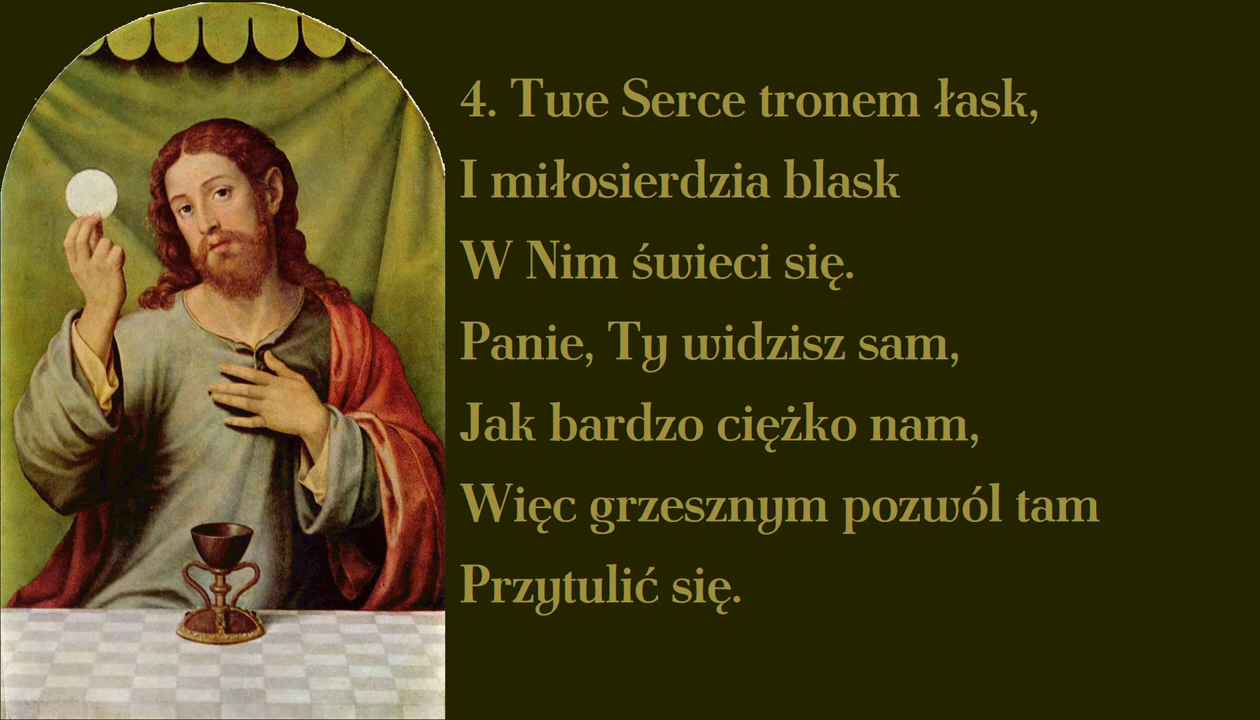 4. Twe Serce tronem łask,
I miłosierdzia blask
W Nim świeci się.
Panie, Ty widzisz sam,
Jak bardzo ciężko nam,
Więc grzesznym pozwól tam
Przytulić się.